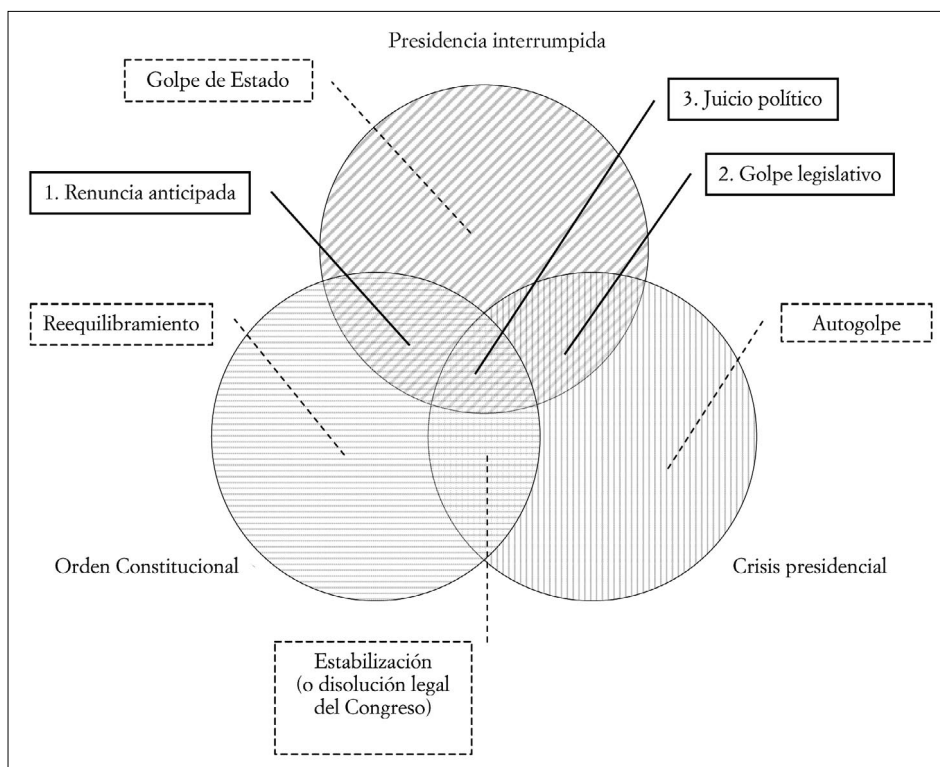 Presidencia interrumpida
Golpe de Estado
3. Juicio político
1. Renuncia anticipada
2. Golpe legislativo
Reequilibramiento
Autogolpe
Orden Constitucional
Crisis presidencial
Estabilización
(o disolución legal
del Congreso)